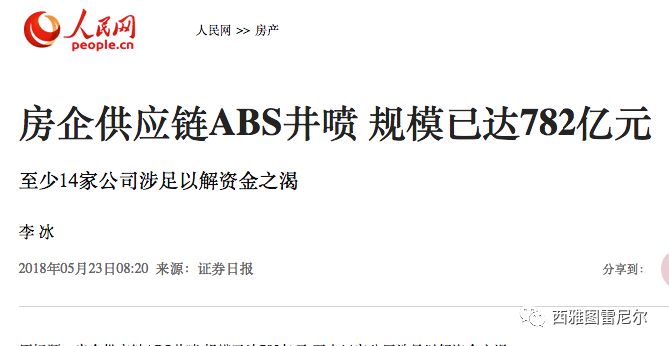 人民网
people.cn
人民网 >> 房产
房企供应链ABS井喷 规模已达782亿元
至少14家公司涉足以解资金之渴
李 冰
2018年05月23日08:20 来源：证券日报
分享到：
西雅图雷尼尔